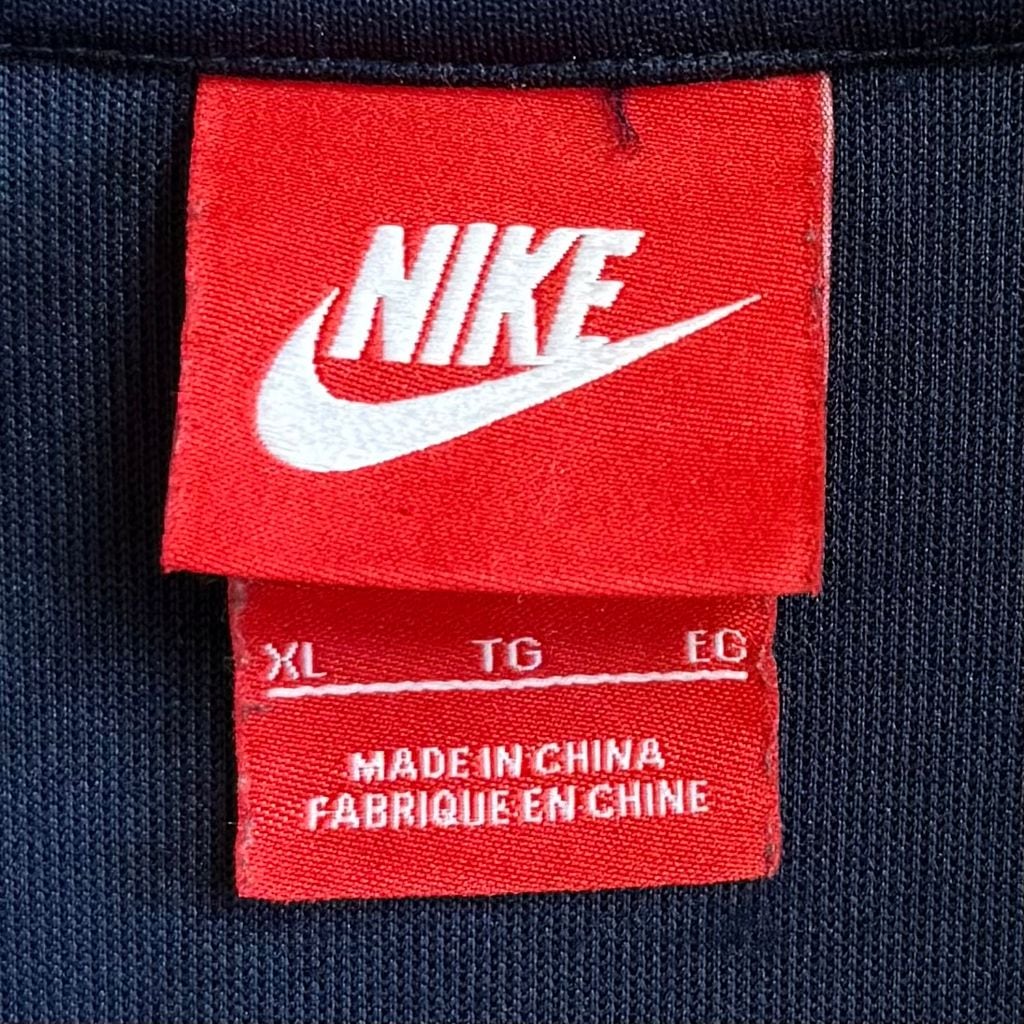 NIKE
XL TG EG
MADE IN CHINA
FABRIQUE EN CHINE